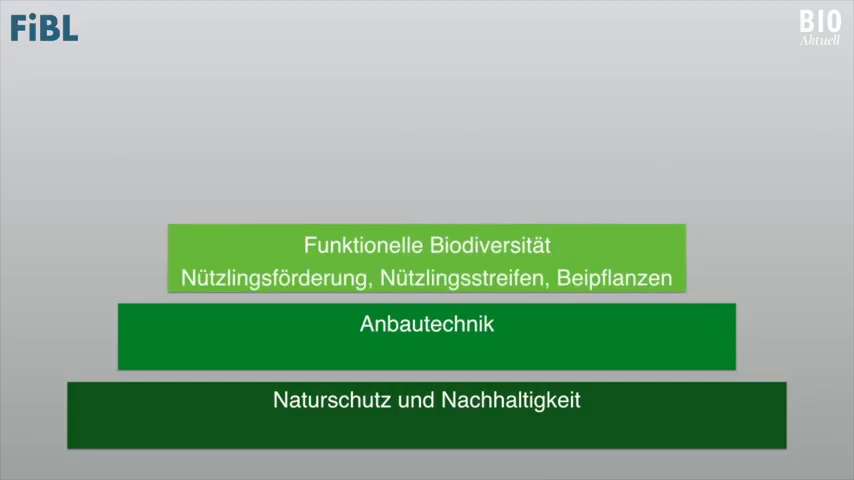 FiBL
BIO
Aktuell
Funktionelle Biodiversität
Nützlingsförderung, Nützlingsstreifen, Beipflanzen
Anbautechnik
Naturschutz und Nachhaltigkeit